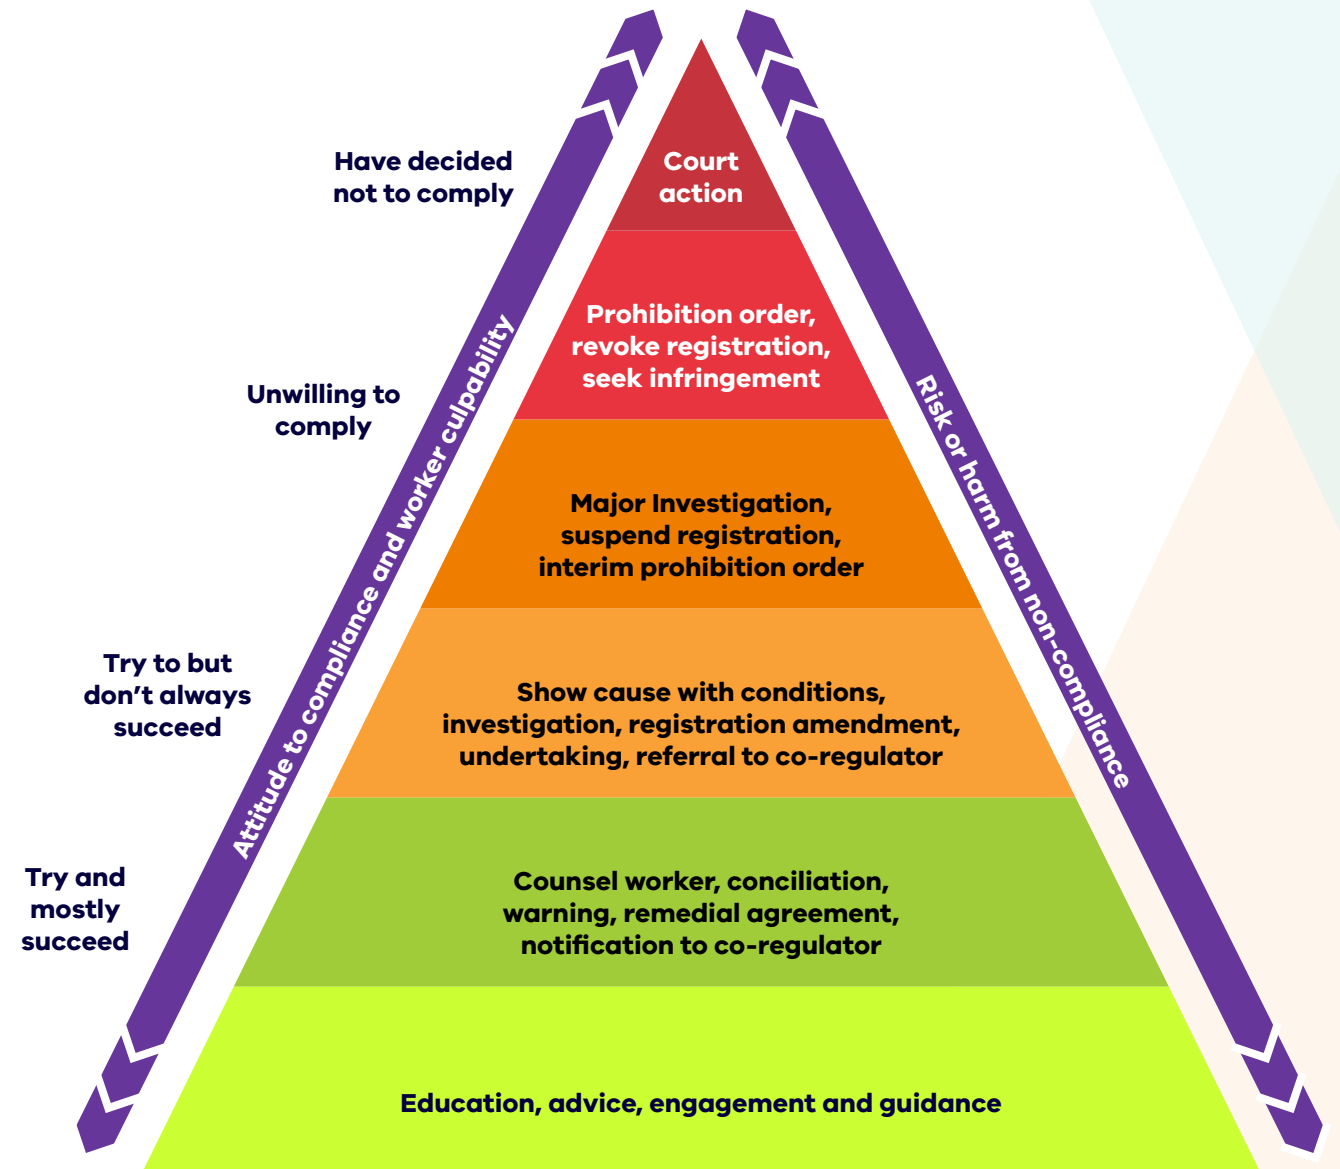 Have decided
not to comply
Court
action
Prohibition order,
revoke registration,
seek infringement
Unwilling to
comply
Attitude to compliance and worker culpability
Risk or harm from non-compliance
Major Investigation,
suspend registration,
interim prohibition order
Try to but
don’t always
succeed
Show cause with conditions,
investigation, registration amendment,
undertaking, referral to co-regulator
Try and
mostly
succeed
Counsel worker, conciliation,
warning, remedial agreement,
notification to co-regulator
Education, advice, engagement and guidance